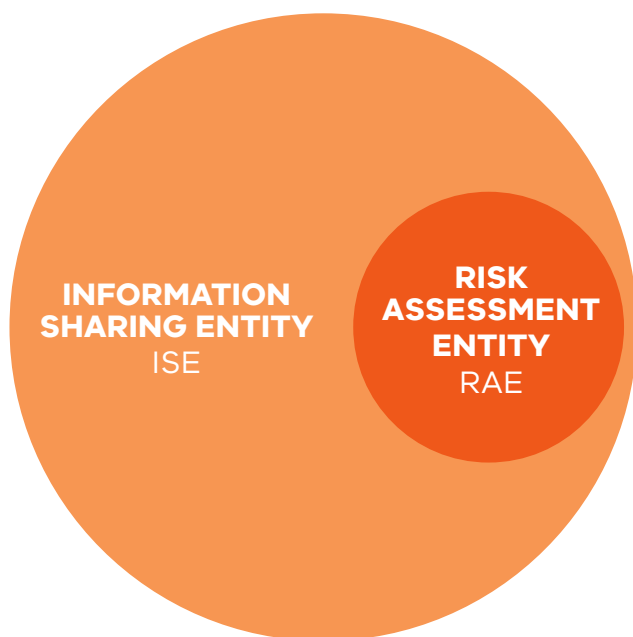 INFORMATION
SHARING ENTITY
ISE
RISK
ASSESSMENT
ENTITY
RAE